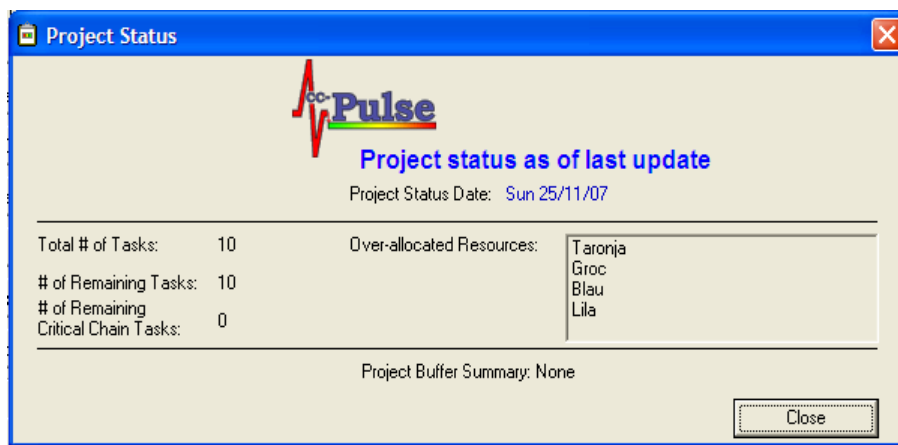 Project Status
cc-Pulse
Project status as of last update
Project Status Date: Sun 25/11/07
Total # of Tasks: 10
Over-allocated Resources:
Taronja
Groc
Blau
Lila
# of Remaining Tasks: 10
# of Remaining
Critical Chain Tasks: 0
Project Buffer Summary: None
Close